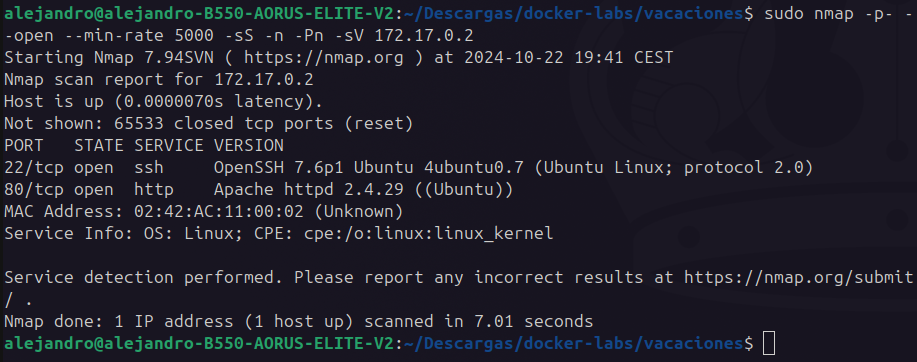 alejandro@alejandro-B550-AORUS-ELITE-V2:~/Descargas/docker-labs/vacaciones$ sudo nmap -p- -
-open --min-rate 5000 -sS -n -Pn -sV 172.17.0.2
Starting Nmap 7.94SVN ( https://nmap.org ) at 2024-10-22 19:41 CEST
Nmap scan report for 172.17.0.2
Host is up (0.0000070s latency).
Not shown: 65533 closed tcp ports (reset)
PORT   STATE SERVICE VERSION
22/tcp open  ssh     OpenSSH 7.6p1 Ubuntu 4ubuntu0.7 (Ubuntu Linux; protocol 2.0)
80/tcp open  http    Apache httpd 2.4.29 ((Ubuntu))
MAC Address: 02:42:AC:11:00:02 (Unknown)
Service Info: OS: Linux; CPE: cpe:/o:linux:linux_kernel

Service detection performed. Please report any incorrect results at https://nmap.org/submit
/ .
Nmap done: 1 IP address (1 host up) scanned in 7.01 seconds
alejandro@alejandro-B550-AORUS-ELITE-V2:~/Descargas/docker-labs/vacaciones$